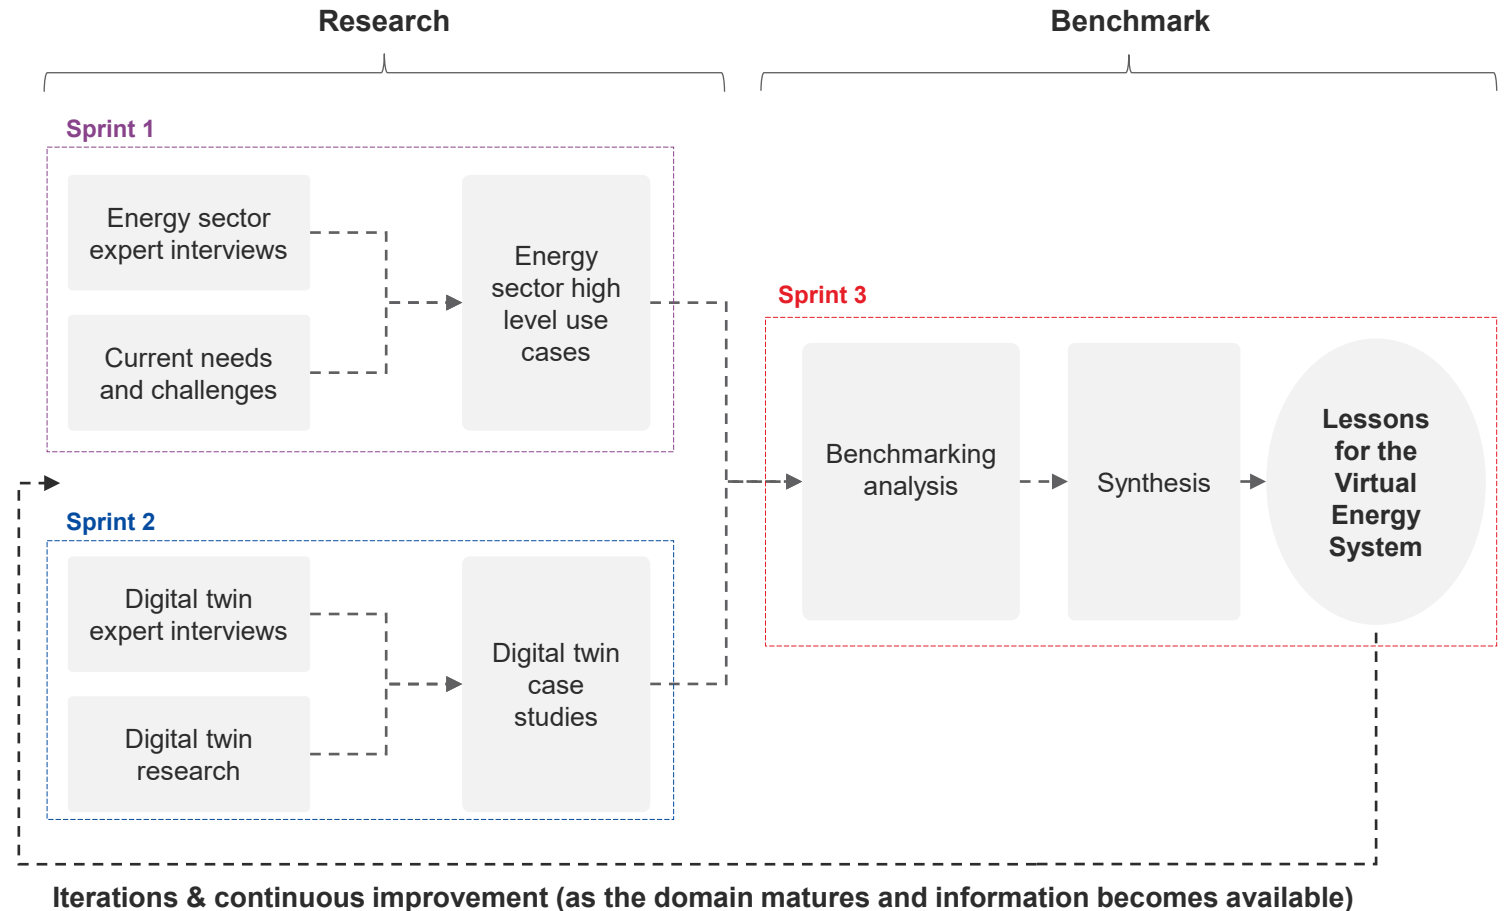 Research
Benchmark
Sprint 1
Energy sector
expert interviews
Current needs
and challenges
Energy
sector high
level use
cases
Sprint 2
Digital twin
expert interviews
Digital twin
research
Digital twin
case
studies
Sprint 3
Benchmarking
analysis
Synthesis
Lessons
for the
Virtual
Energy
System
Iterations & continuous improvement (as the domain matures and information becomes available)